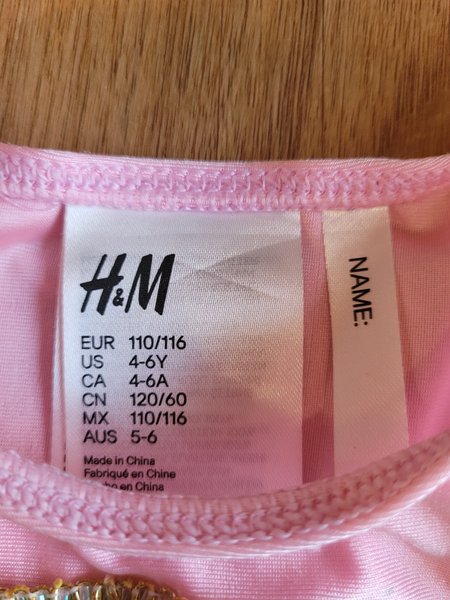 H&M
EUR 110/116
US 4-6Y
CA 4-6A
CN 120/60
MX 110/116
AUS 5-6
Made in China
Fabriqué en Chine
en China
NAME: